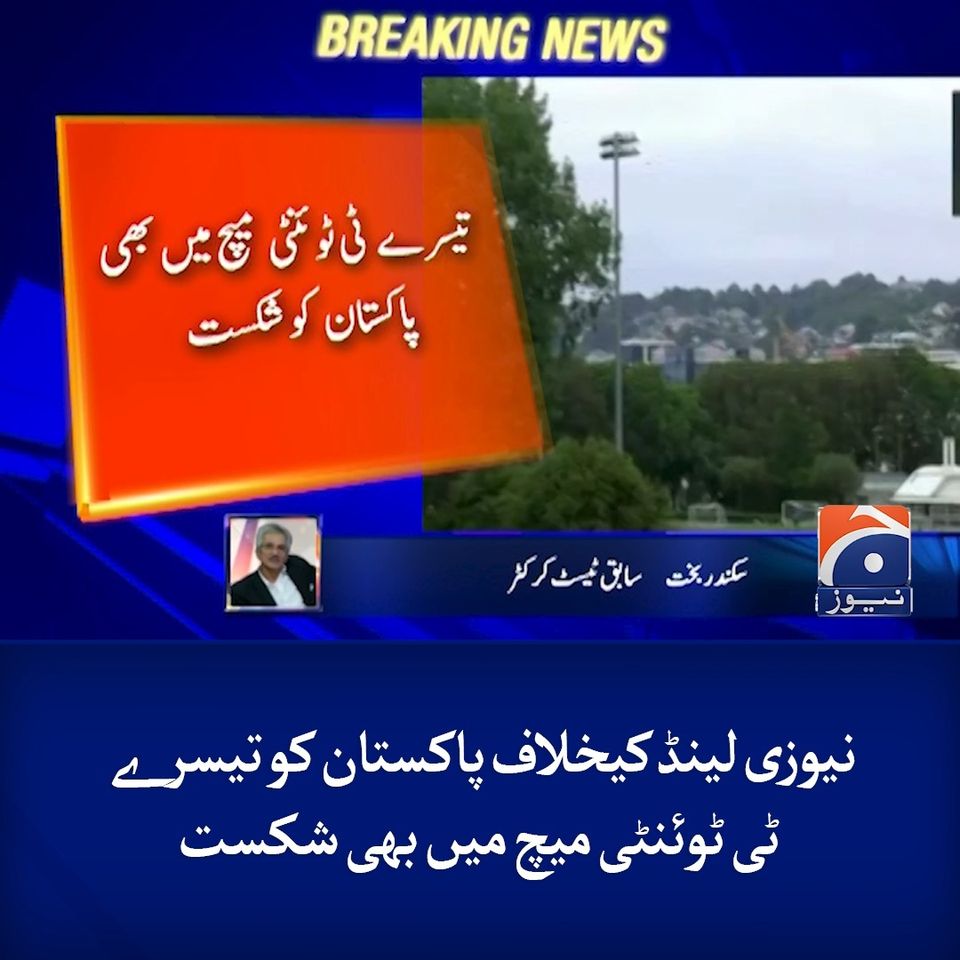 BREAKING NEWS
تیسرے ٹی ٹوئنٹی میچ میں بھی
پاکستان کو شکست
سکندر بخت سابق ٹیسٹ کرکٹر
نیوز
نیوزی لینڈ کیخلاف پاکستان کو تیسرے
ٹی ٹوئنٹی میچ میں بھی شکست